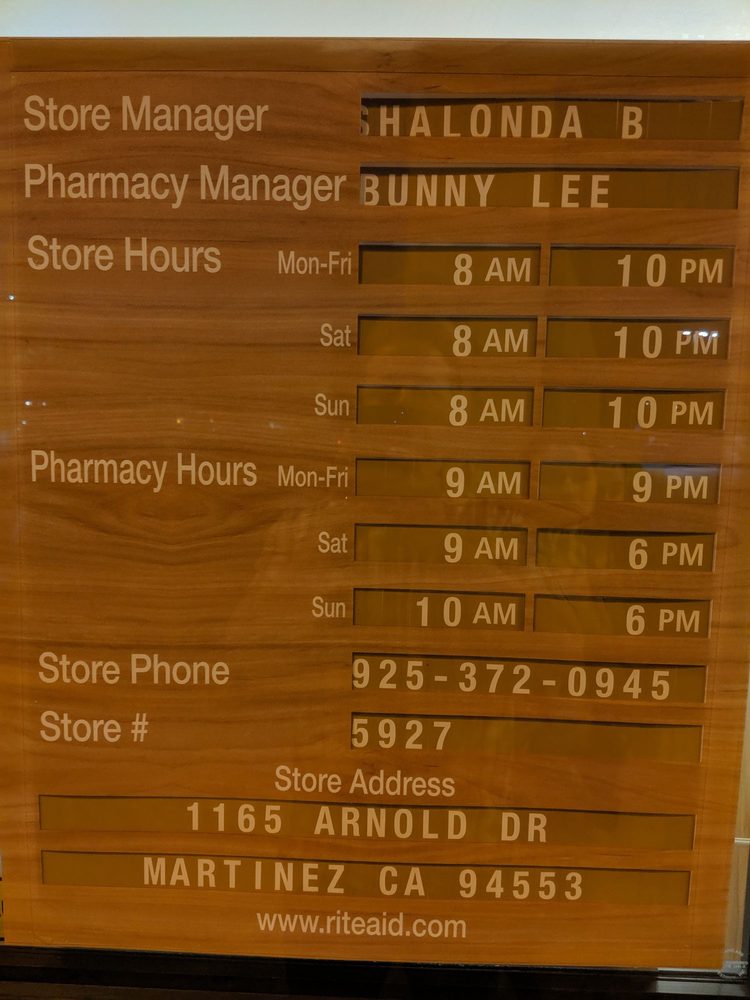 Store Manager SHALONDA B
Pharmacy Manager BUNNY LEE
Store Hours Mon-Fri 8 AM 10 PM
Sat 8 AM 10 PM
Sun 8 AM 10 PM
Pharmacy Hours Mon-Fri 9 AM 9 PM
Sat 9 AM 6 PM
Sun 10 AM 6 PM
Store Phone 925-372-0945
Store # 5927
Store Address
1165 ARNOLD DR
MARTINEZ CA 94553
www.riteaid.com